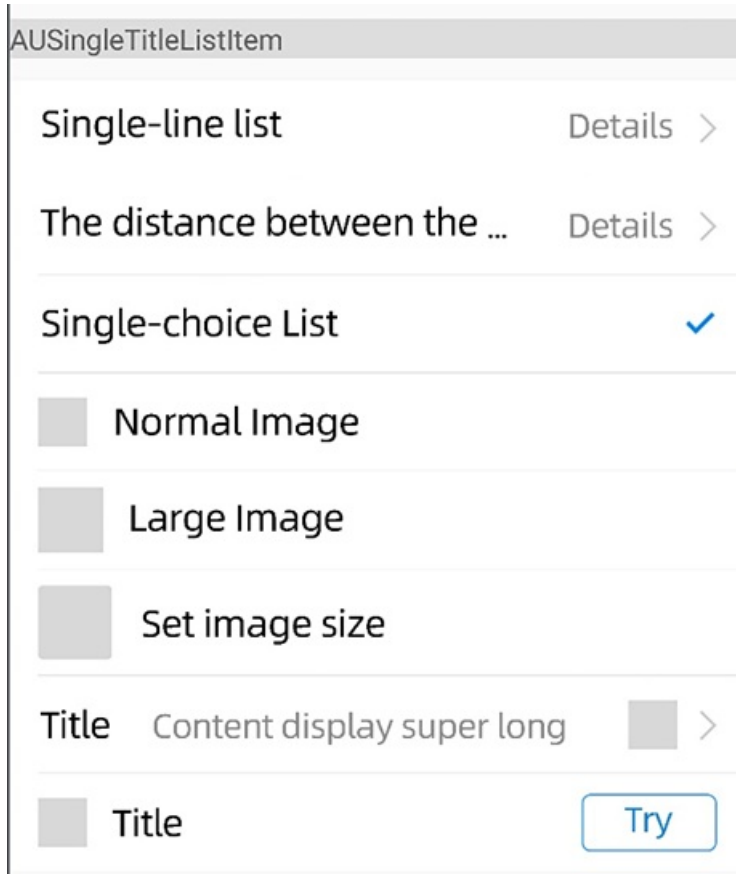 AUSingleTitleListItem
Single-line list Details
The distance between the ... Details
Single-choice List
Normal Image
Large Image
Set image size
Title Content display super long
Title Try